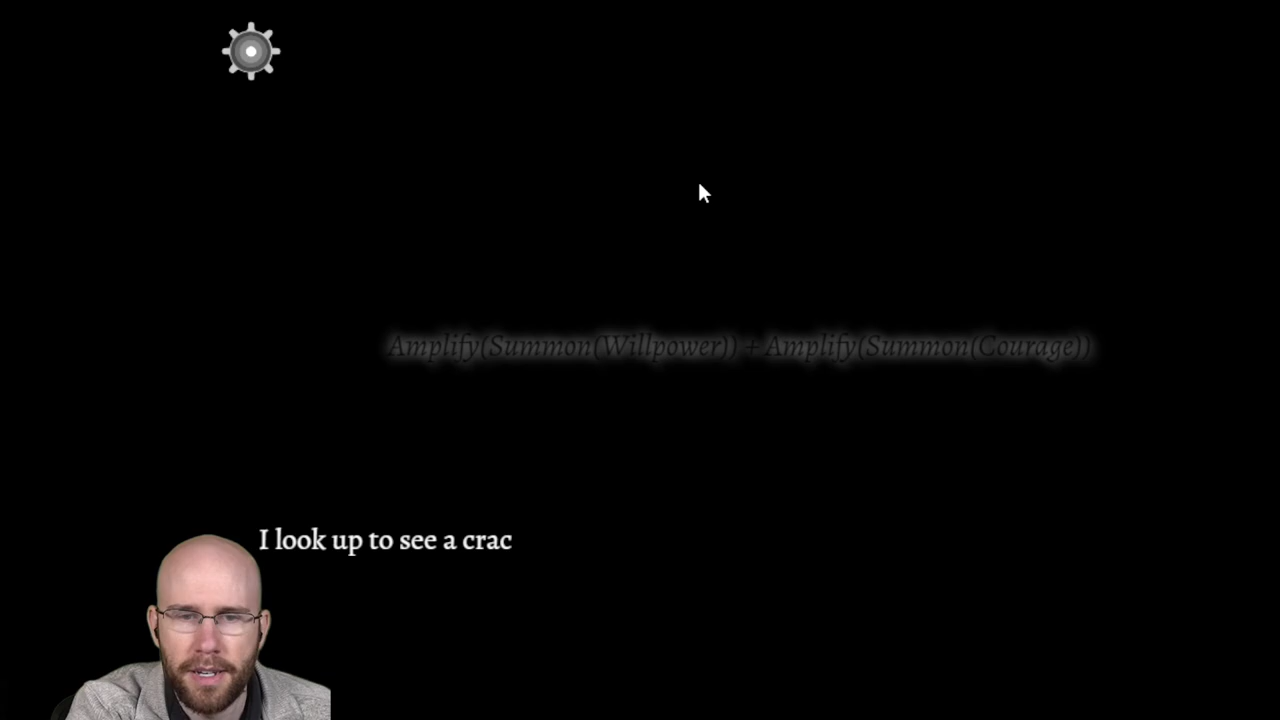 Amplify(Summon(Willpower)) + Amplify(Summon(Courage))
I look up to see a crac